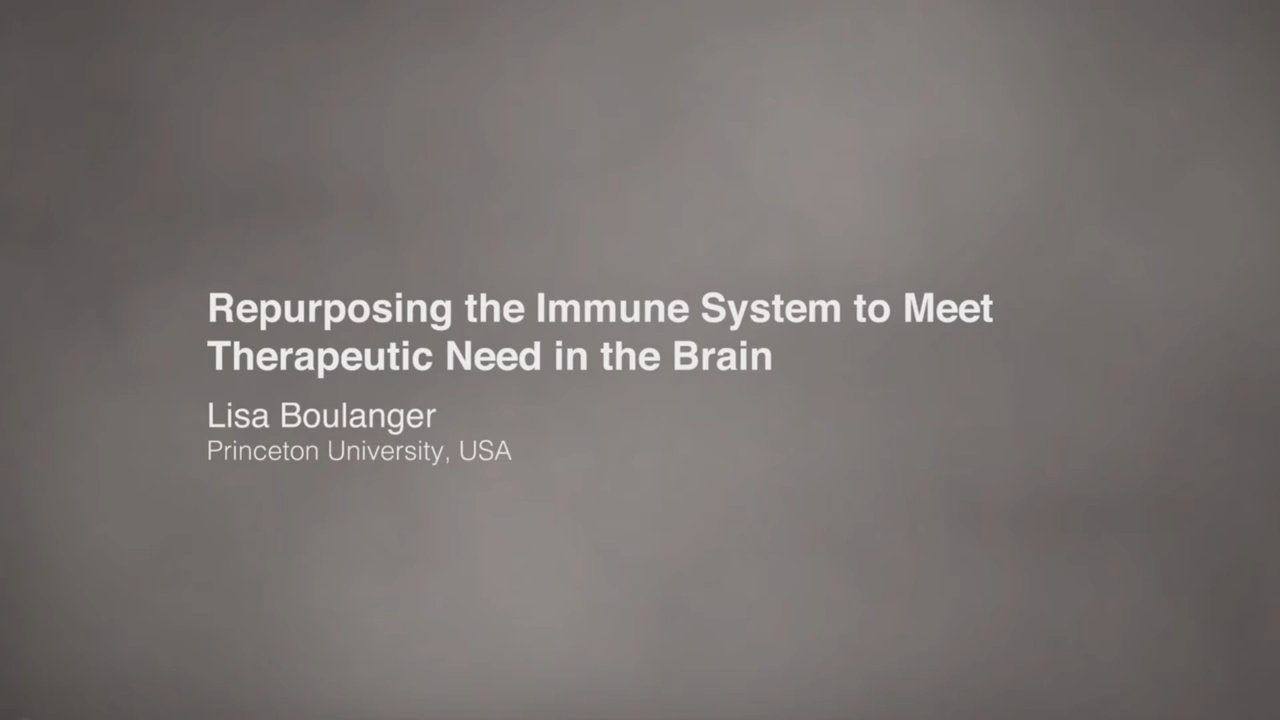 Repurposing the Immune System to Meet
Therapeutic Need in the Brain
Lisa Boulanger
Princeton University, USA